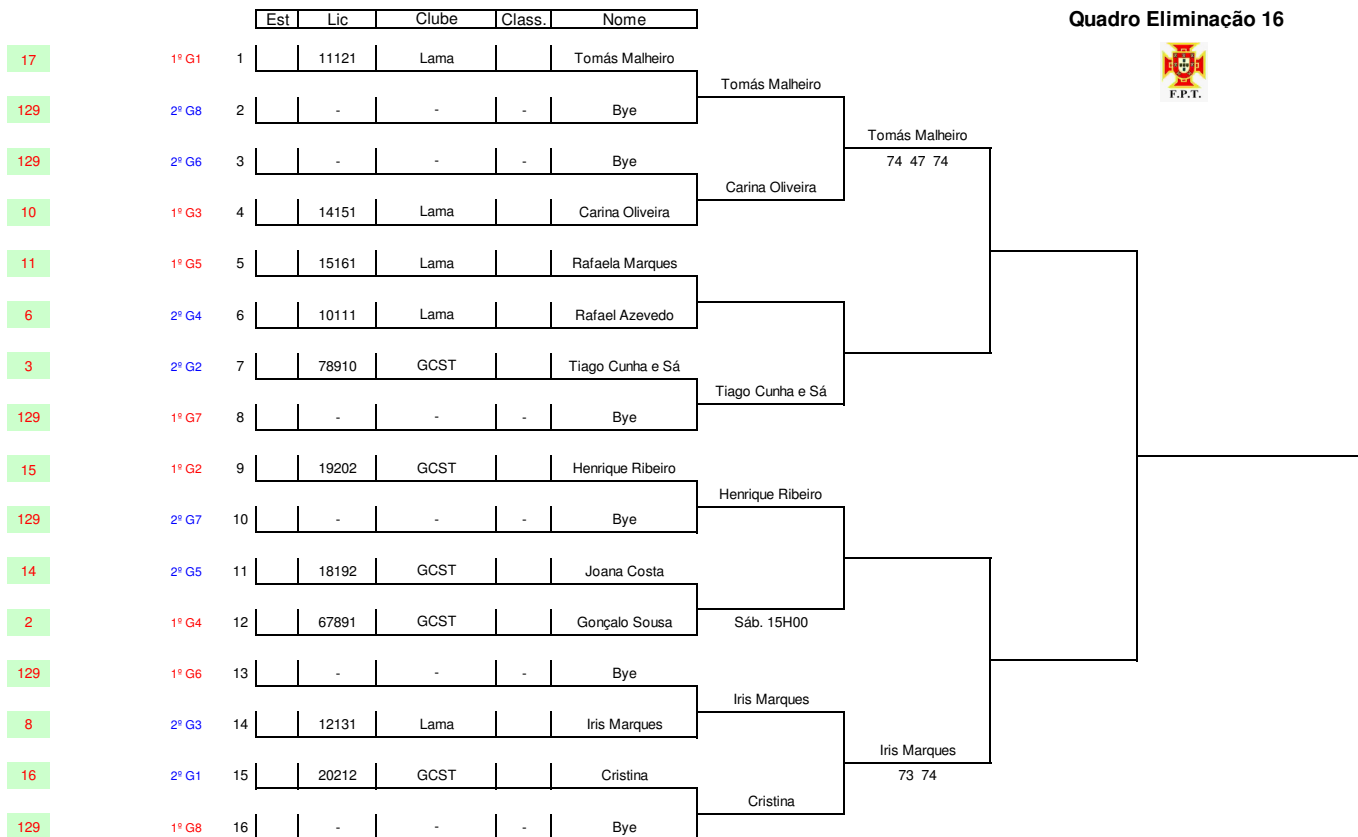 Est Lic Clube Class. Nome
Quadro Eliminação 16
F.P.T.
17 1º G1 1 11121 Lama Tomás Malheiro
Tomás Malheiro
129 2º G8 2 - - - Bye
Tomás Malheiro
129 2º G6 3 - - - Bye
74 47 74
Carina Oliveira
10 1º G3 4 14151 Lama Carina Oliveira
11 1º G5 5 15161 Lama Rafaela Marques
6 2º G4 6 10111 Lama Rafael Azevedo
3 2º G2 7 78910 GCST Tiago Cunha e Sá
Tiago Cunha e Sá
129 1º G7 8 - - - Bye
15 1º G2 9 19202 GCST Henrique Ribeiro
Henrique Ribeiro
129 2º G7 10 - - - Bye
14 2º G5 11 18192 GCST Joana Costa
2 1º G4 12 67891 GCST Gonçalo Sousa
Sáb. 15H00
129 1º G6 13 - - - Bye
Iris Marques
8 2º G3 14 12131 Lama Iris Marques
Iris Marques
16 2º G1 15 20212 GCST Cristina
73 74
Cristina
129 1º G8 16 - - - Bye